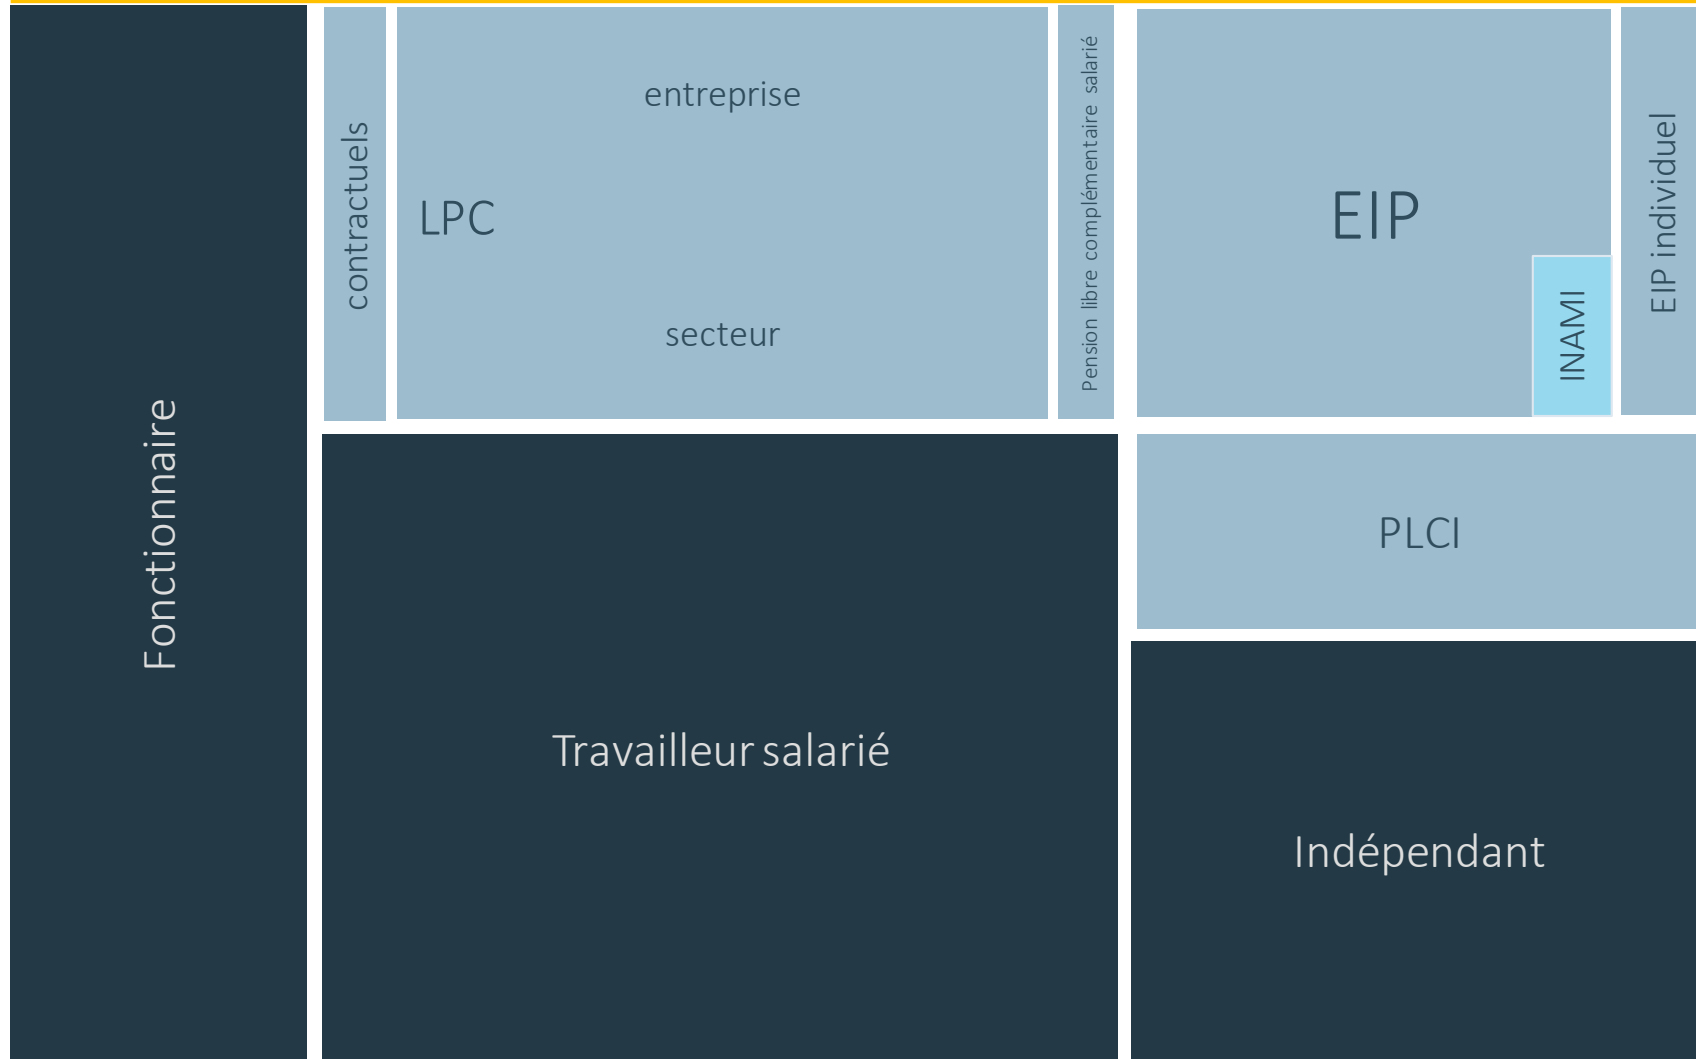 Fonctionnaire
contractuels
LPC
entreprise
secteur
Pension libre complémentaire salarié
EIP
INAMI
EIP individuel
Travailleur salarié
PLCI
Indépendant